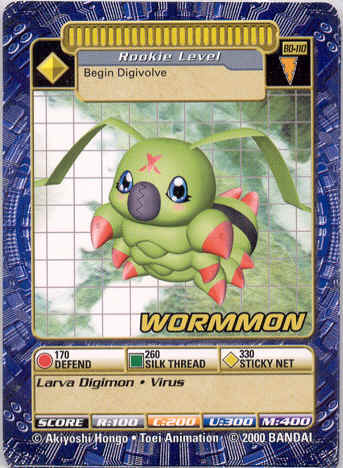 Rookie Level
BO-110
Begin Digivolve
WORMMON
170 DEFEND
260 SILK THREAD
330 STICKY NET
Larva Digimon • Virus
SCORE R:100 C:200 U:300 M:400
© Akiyoshi Hongo • Toei Animation © 2000 BANDAI